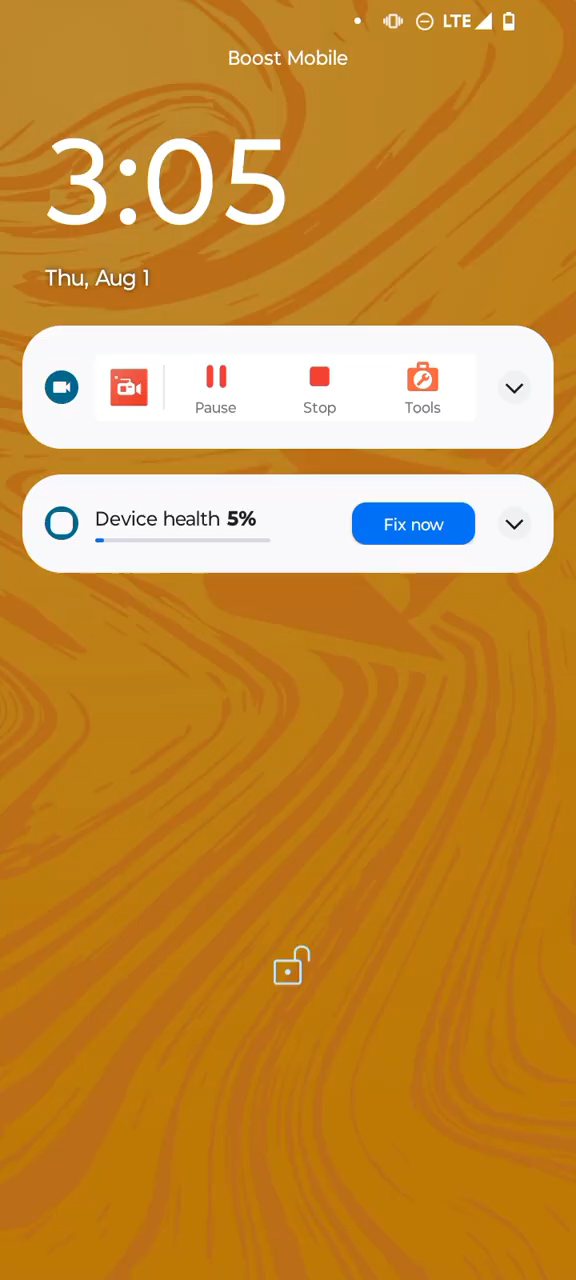 LTE
Boost Mobile
3:05
Thu, Aug 1
Pause
Stop
Tools
Device health 5%
Fix now